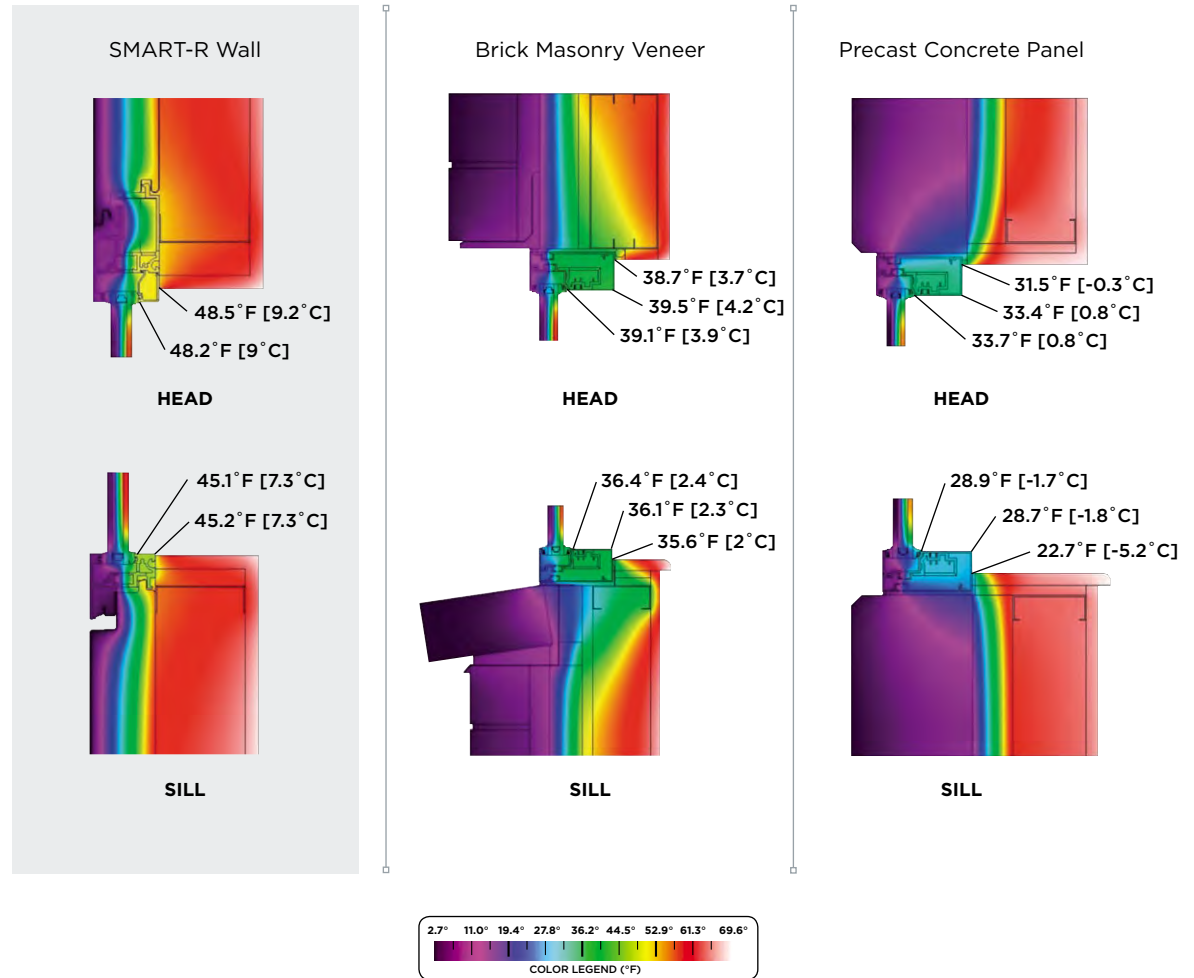 SMART-R Wall
48.5°F [9.2°C]
48.2°F [9°C]
HEAD
45.1°F [7.3°C]
45.2°F [7.3°C]
SILL
Brick Masonry Veneer
38.7°F [3.7°C]
39.5°F [4.2°C]
39.1°F [3.9°C]
HEAD
36.4°F [2.4°C]
36.1°F [2.3°C]
35.6°F [2°C]
SILL
Precast Concrete Panel
31.5°F [-0.3°C]
33.4°F [0.8°C]
33.7°F [0.8°C]
HEAD
28.9°F [-1.7°C]
28.7°F [-1.8°C]
22.7°F [-5.2°C]
SILL
2.7° 11.0° 19.4° 27.8° 36.2° 44.5° 52.9° 61.3° 69.6°
COLOR LEGEND (°F)